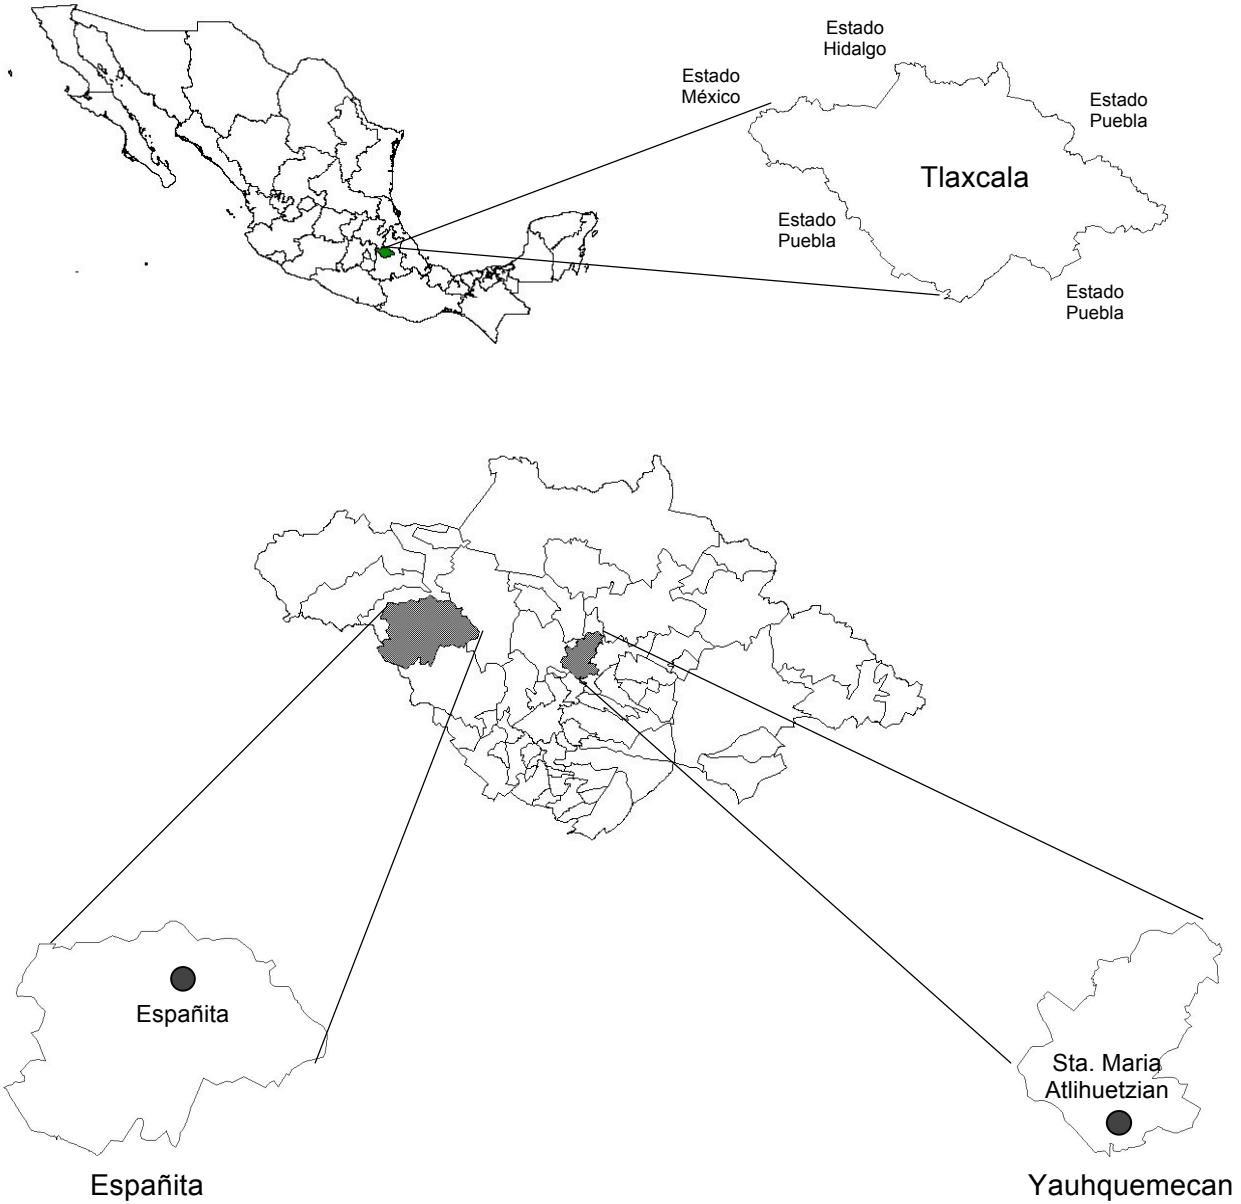 Estado
Hidalgo
Estado
México
Estado
Puebla
Tlaxcala
Estado
Puebla
Estado
Puebla
Españita
Sta. Maria
Atlihuetzian
Españita
Yauhquemecan